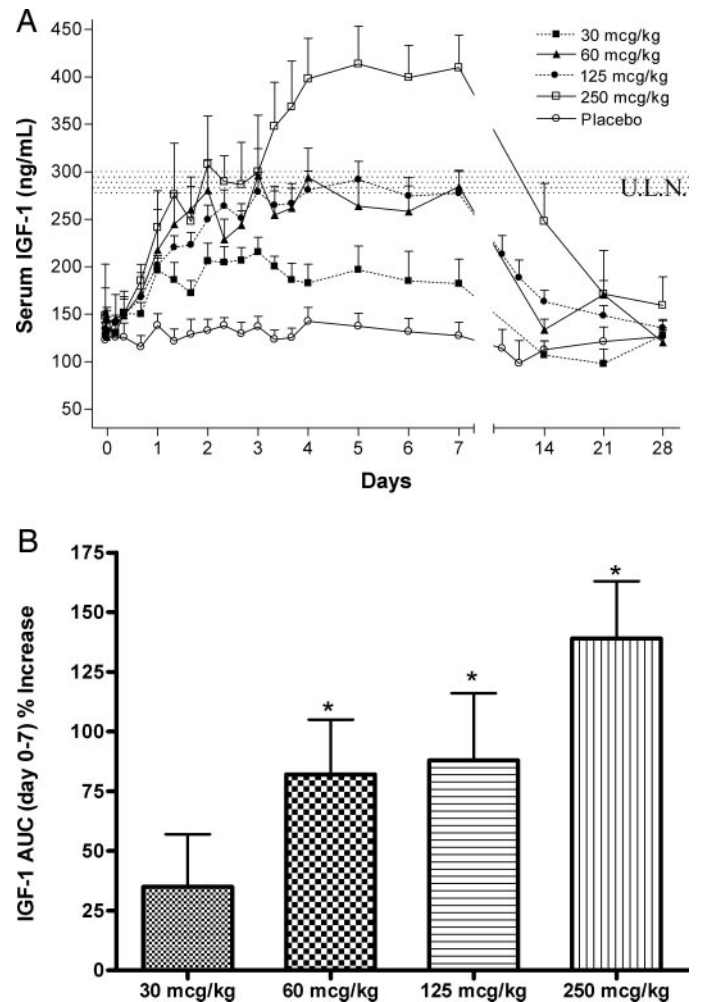 A
450
400
350
300
250
200
150
100
50
Serum IGF-1 (ng/mL)
30 mcg/kg
60 mcg/kg
125 mcg/kg
250 mcg/kg
Placebo
U.L.N.
0 1 2 3 4 5 6 7 14 21 28
Days
B
175
150
125
100
75
50
25
0
IGF-1 AUC (day 0-7) % Increase
* * *
30 mcg/kg 60 mcg/kg 125 mcg/kg 250 mcg/kg